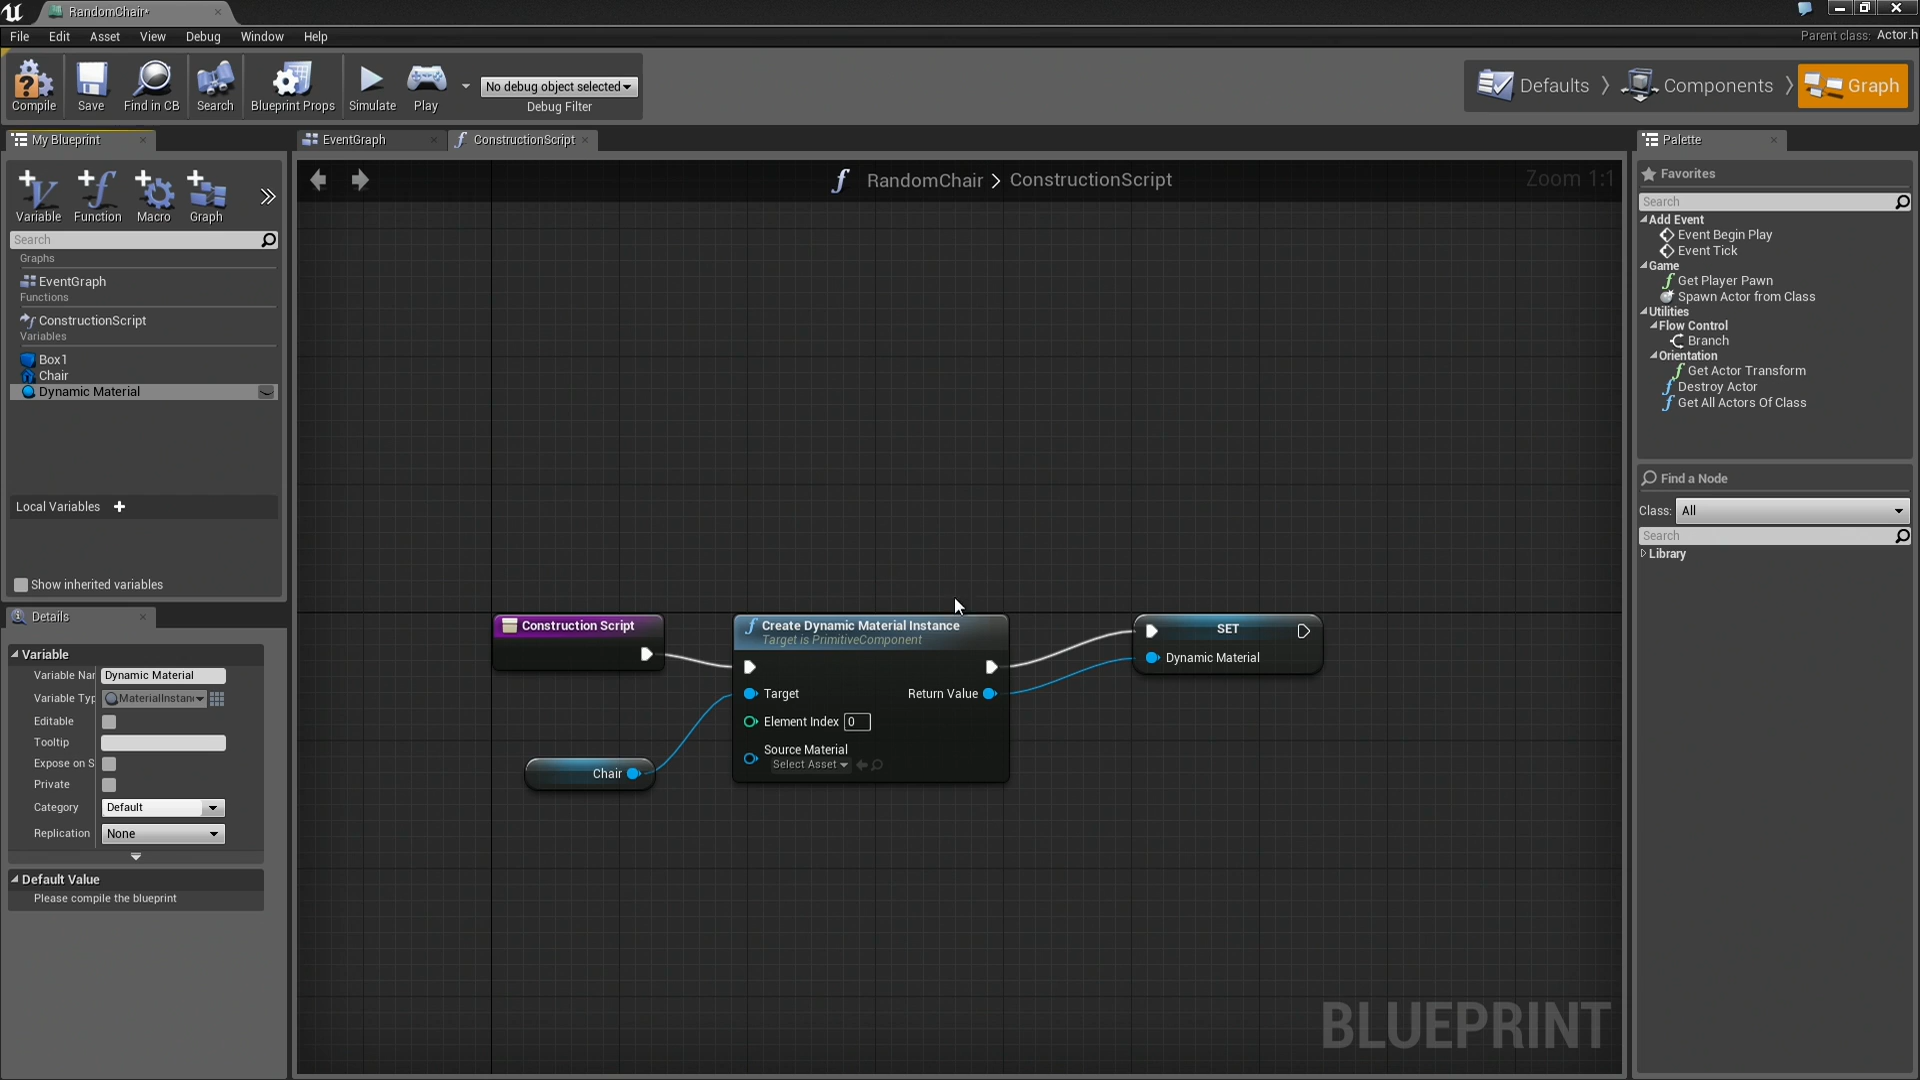 RandomChair*
File Edit Asset View Debug Window Help
Parent class: Actor.h
Compile
Save
Find in CB
Search
Blueprint Props
Simulate
Play
No debug object selected
Debug Filter
Defaults
Components
Graph
My Blueprint
Variable
Function
Macro
Graph
Search
Graphs
EventGraph
Functions
ConstructionScript
Variables
Box1
Chair
Dynamic Material
Local Variables
Show inherited variables
Details
Variable
Variable Nar Dynamic Material
Variable Typ MaterialInstanc
Editable
Tooltip
Expose on S
Private
Category Default
Replication None
Default Value
Please compile the blueprint
EventGraph
ConstructionScript
RandomChair > ConstructionScript
Zoom 1:1
Construction Script
Chair
Create Dynamic Material Instance
Target is PrimitiveComponent
Target
Return Value
Element Index 0
Source Material
Select Asset
SET
Dynamic Material
BLUEPRINT
Palette
Favorites
Search
Add Event
Event Begin Play
Event Tick
Game
Get Player Pawn
Spawn Actor from Class
Utilities
Flow Control
Branch
Orientation
Get Actor Transform
Destroy Actor
Get All Actors Of Class
Find a Node
Class: All
Search
Library